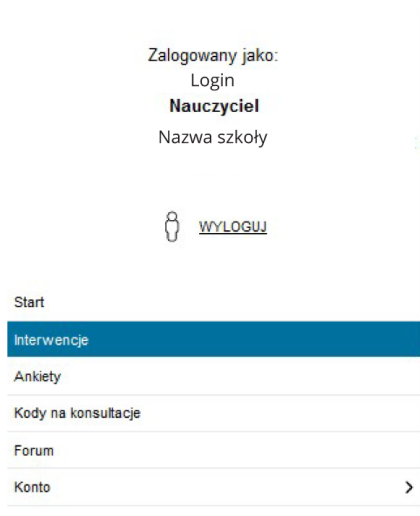 Zalogowany jako:
Login
Nauczyciel
Nazwa szkoły
WYLOGUJ
Start
Interwencje
Ankiety
Kody na konsultacje
Forum
Konto